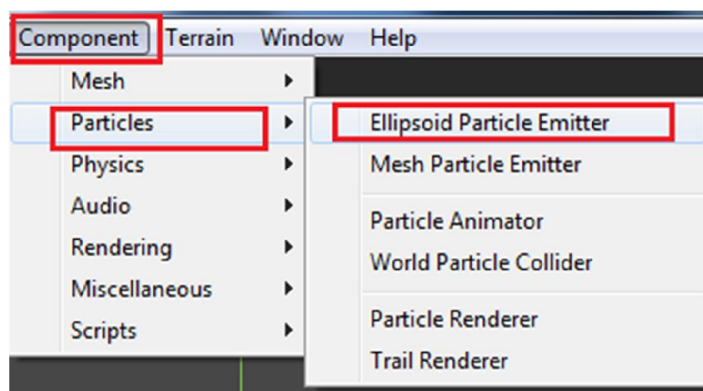 Component Terrain Window Help
Mesh
Particles
Physics
Audio
Rendering
Miscellaneous
Scripts
Ellipsoid Particle Emitter
Mesh Particle Emitter
Particle Animator
World Particle Collider
Particle Renderer
Trail Renderer